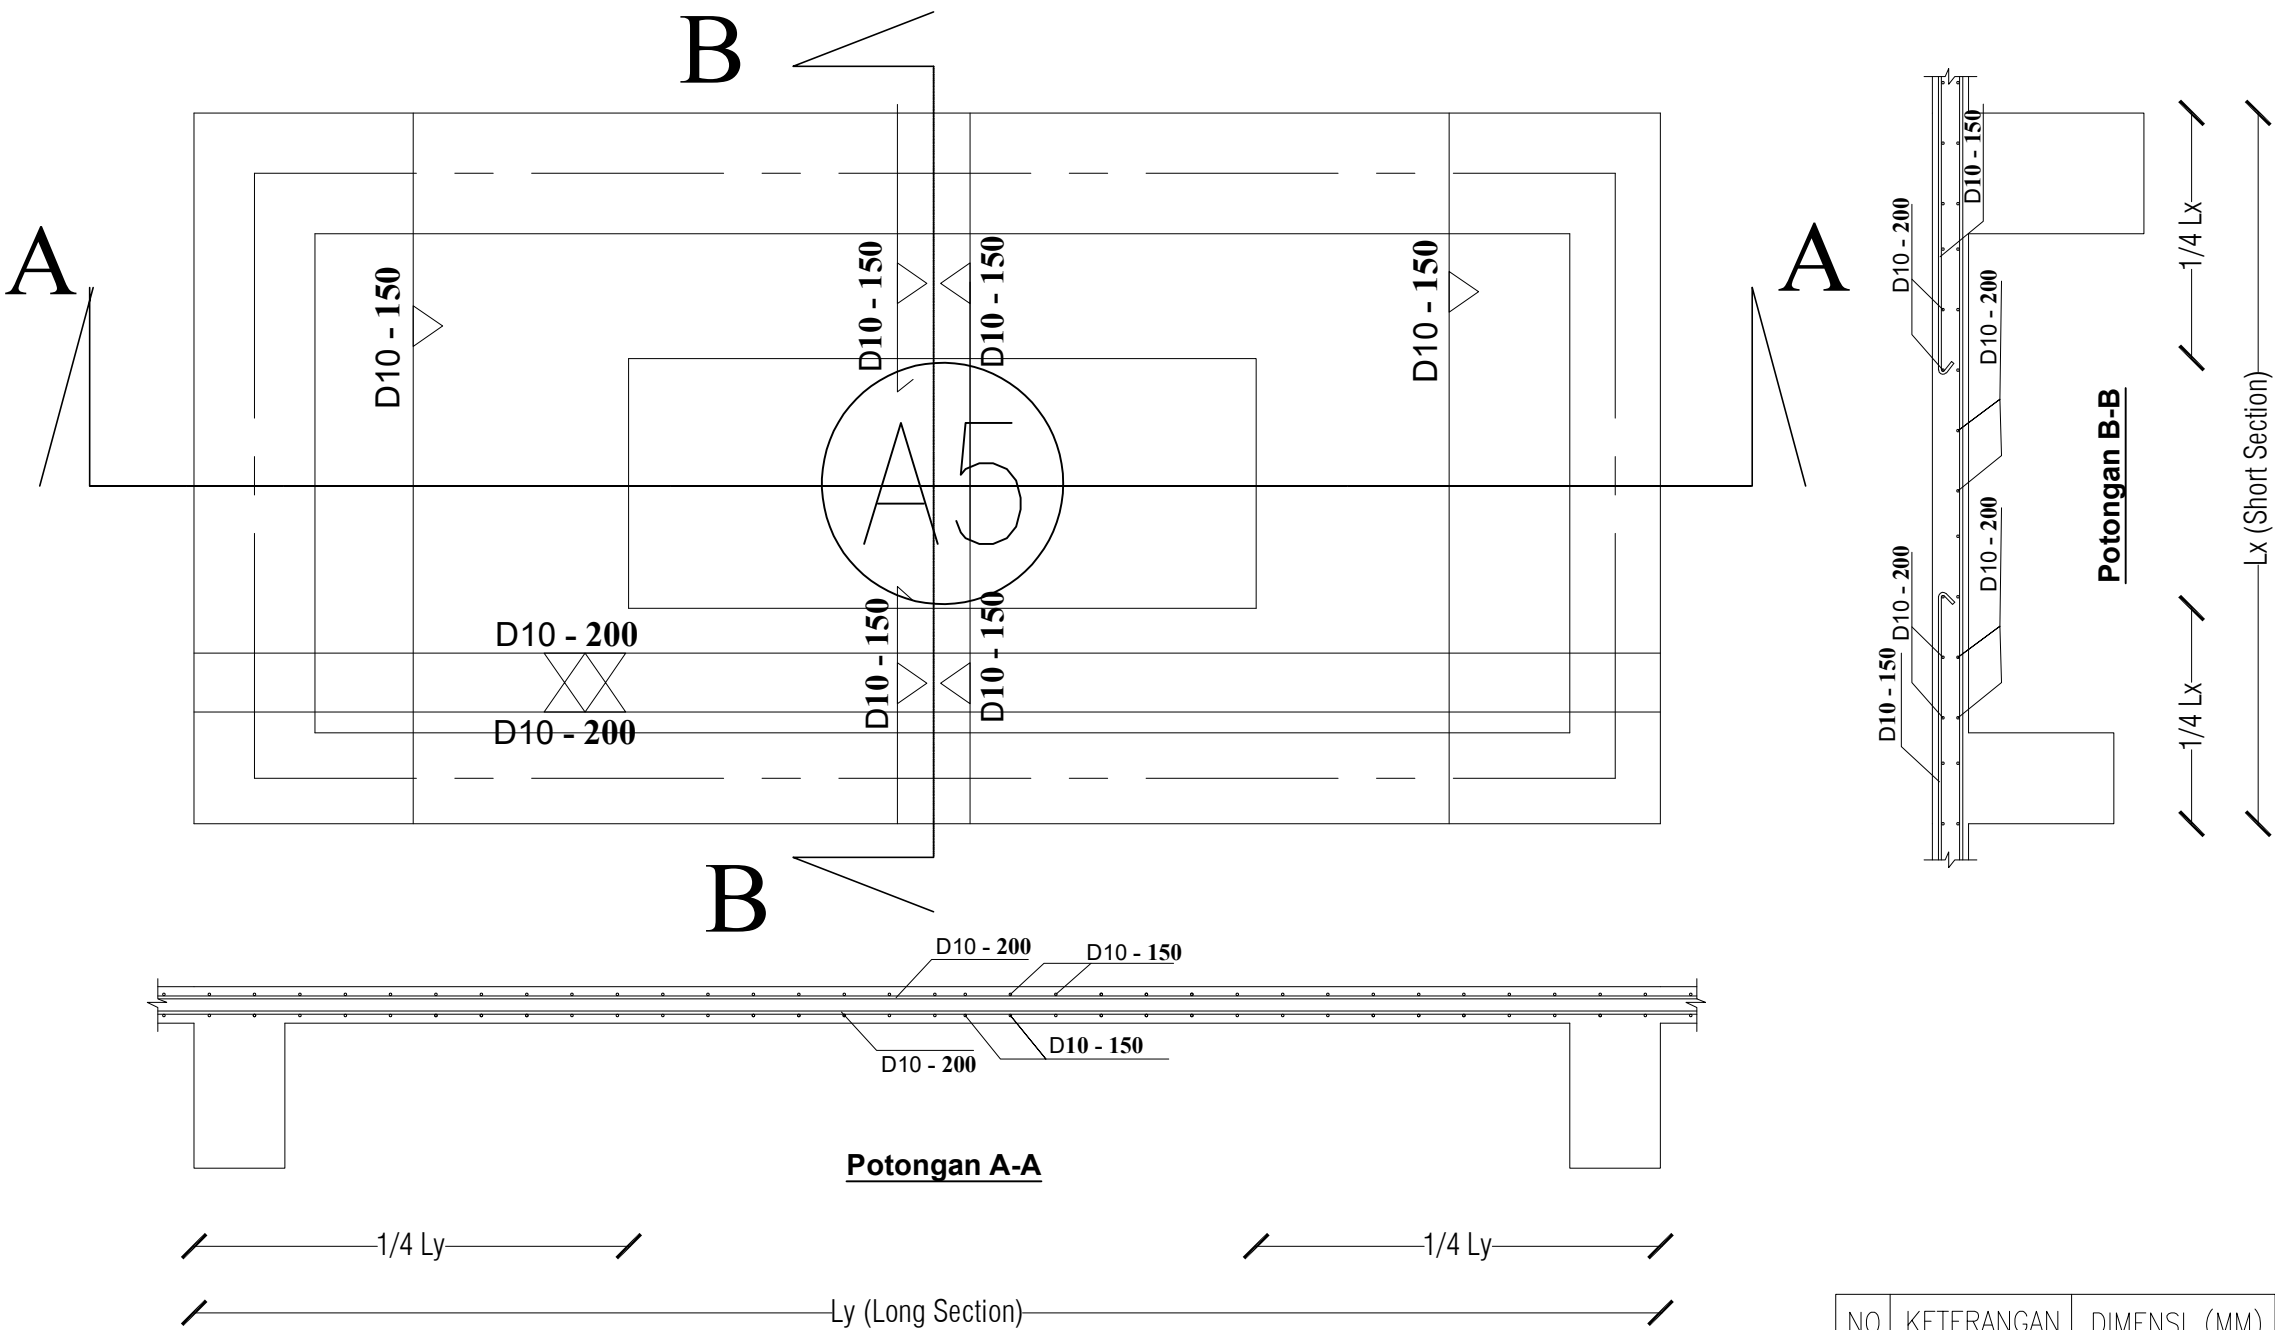 B
A
A
D10 - 150
D10 - 150
D10 - 150
D10 - 150
A5
D10 - 200
D10 - 200
D10 - 150
D10 - 150
B
D10 - 150
D10 - 200
D10 - 200
D10 - 200
D10 - 200
D10 - 150
Potongan B-B
1/4 Lx
1/4 Lx
Lx (Short Section)
D10 - 200
D10 - 150
D10 - 200
D10 - 150
Potongan A-A
1/4 Ly
1/4 Ly
Ly (Long Section)
NO KETERANGAN DIMENSI (MM)